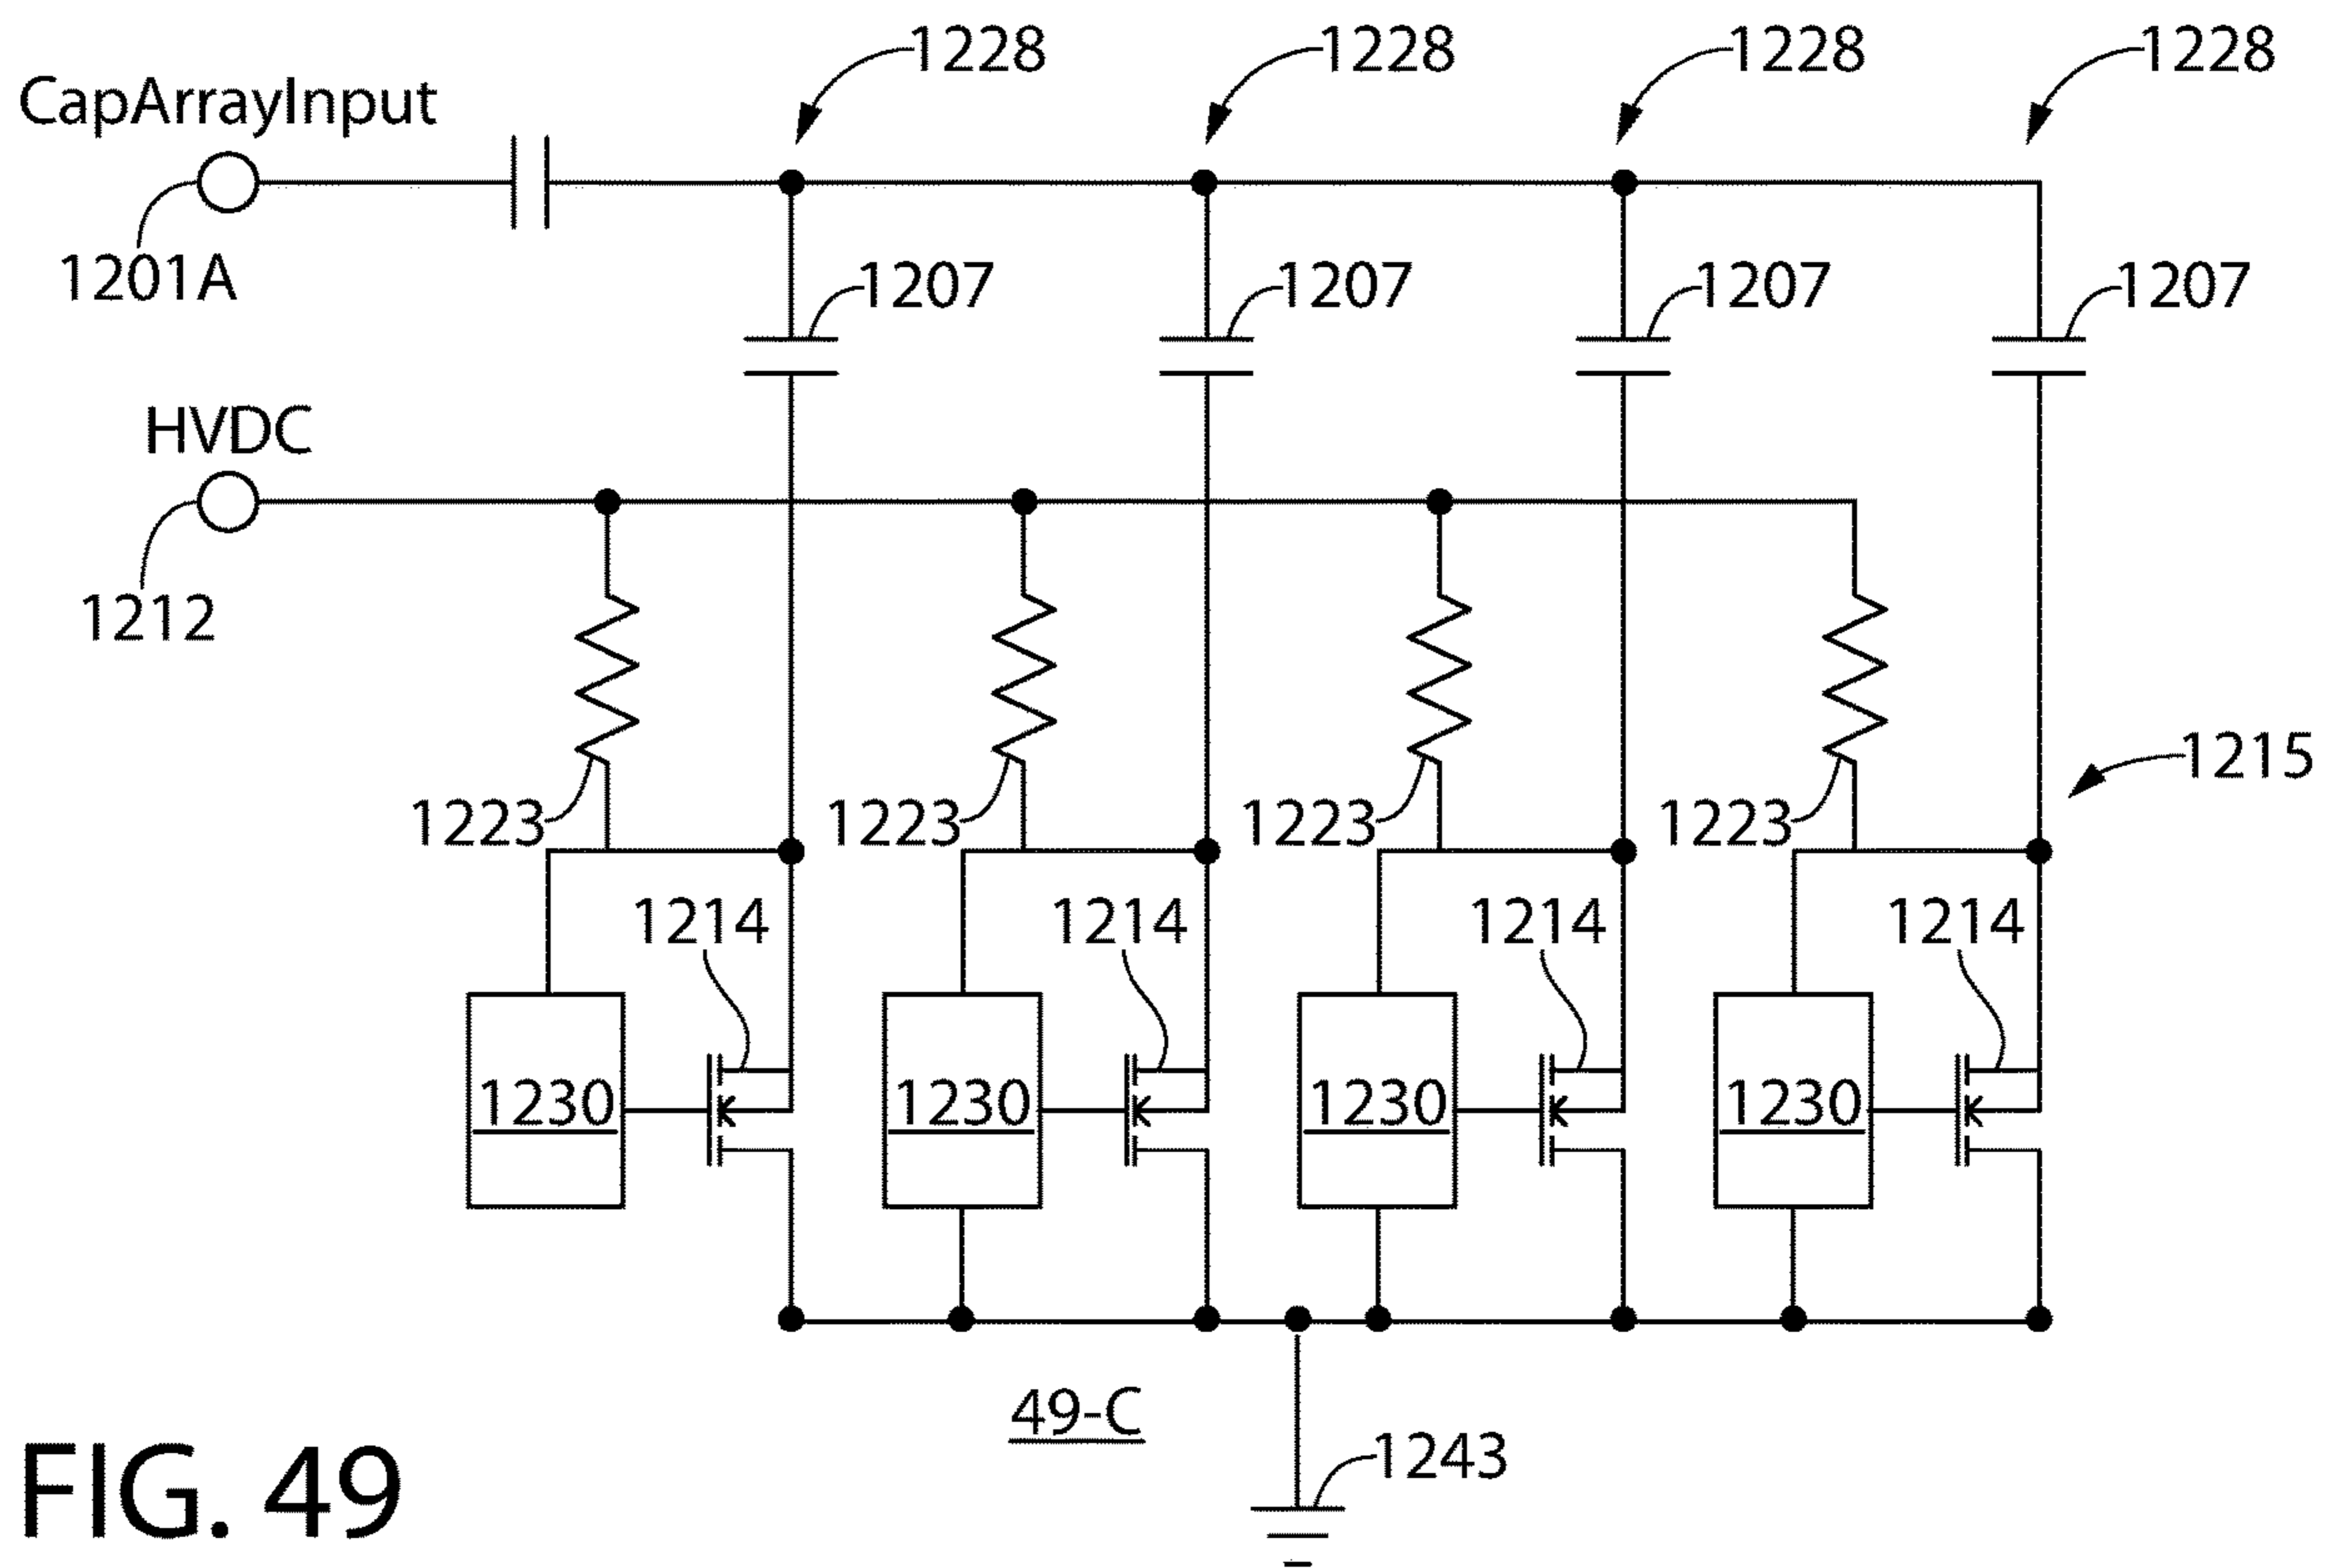 1228 1228 1228 1228
CapArrayInput
1201A
1207 1207 1207 1207
HVDC
1212
1215
1223 1223 1223 1223
1214 1214 1214 1214
1230 1230 1230 1230
49-C
1243
FIG. 49